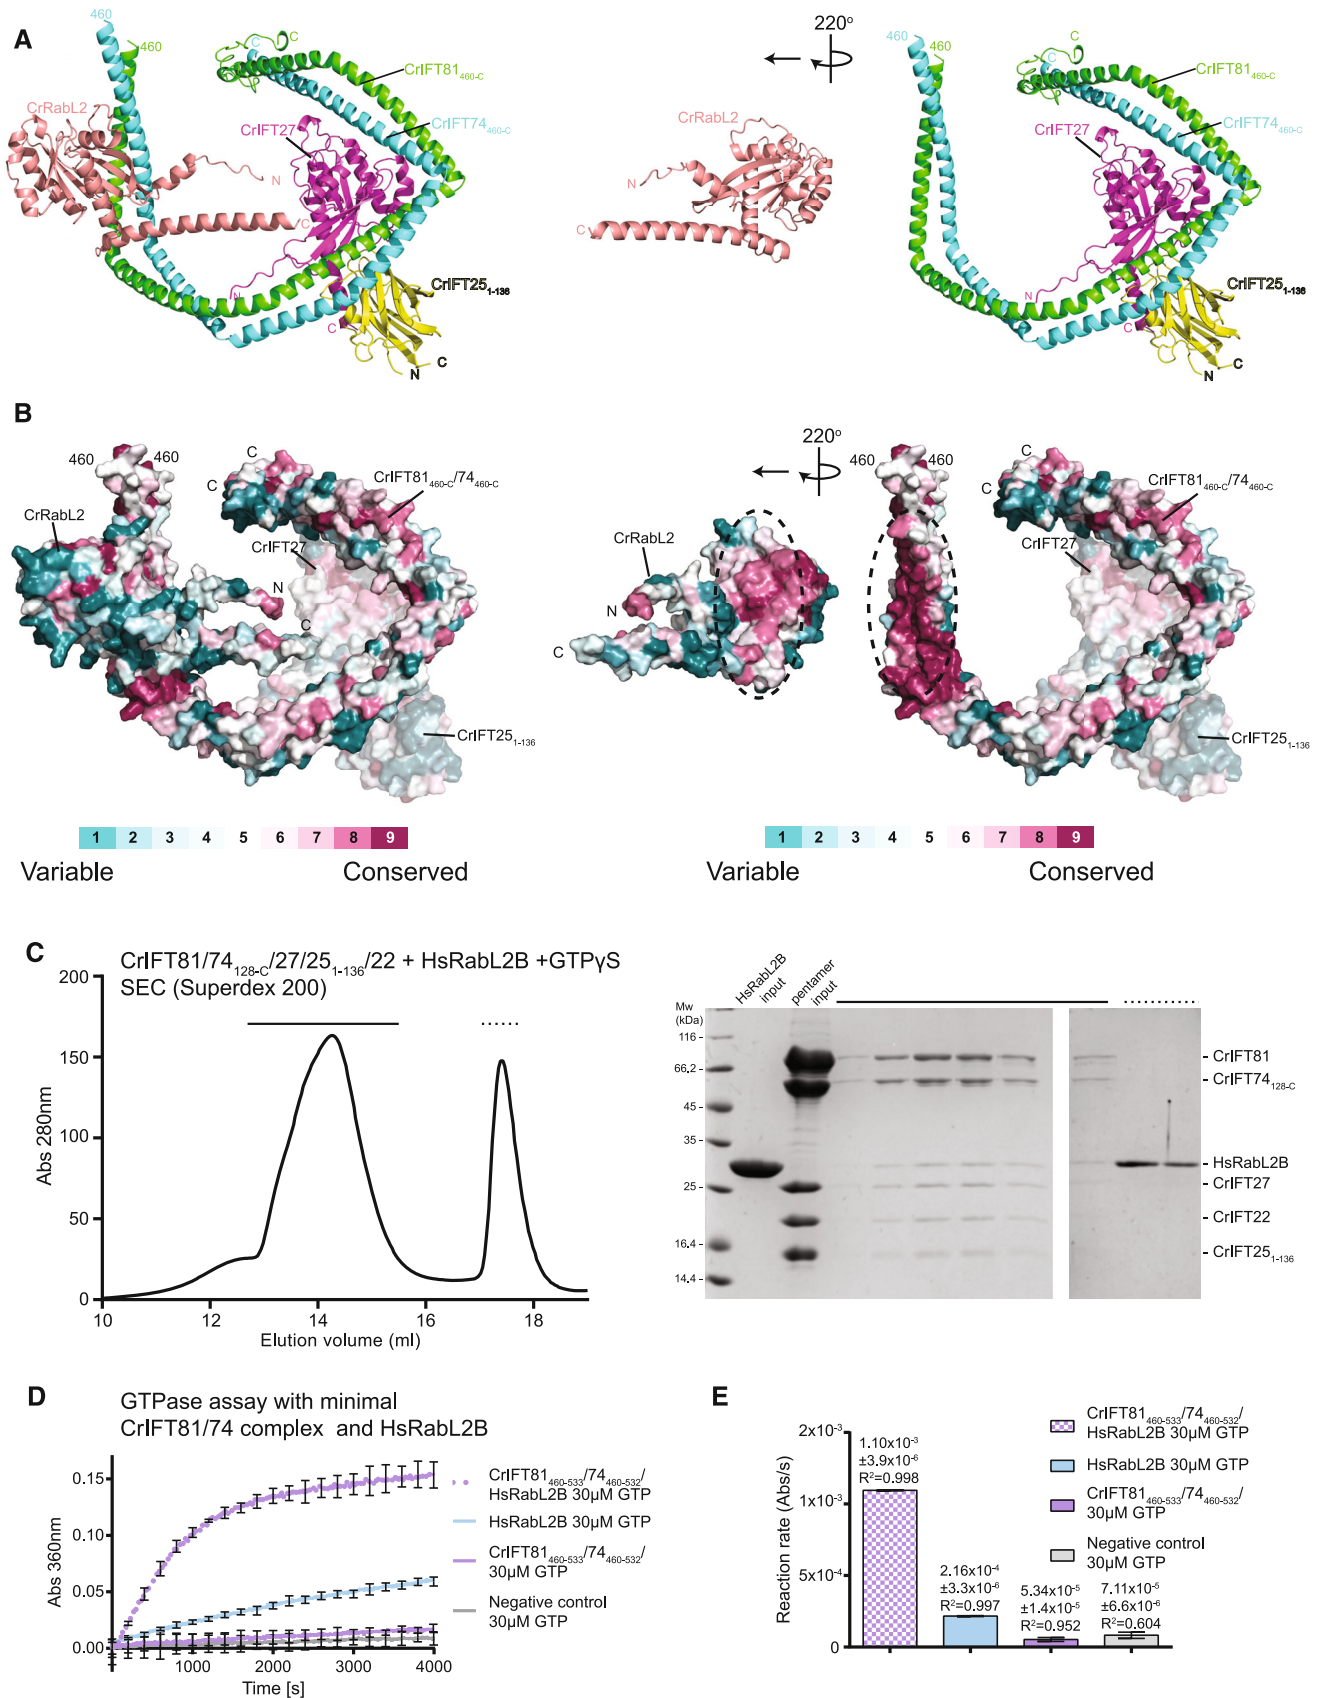 A
460
460
C
C
CrIFT81460-C
CrRabL2
CrIFT27
CrIFT74460-C
N
C
N
C
CrIFT251-136
C
N
220o
CrRabL2
N
C
460
460
C
C
CrIFT81460-C
CrIFT74460-C
CrIFT27
N
C
CrIFT251-136
C
N
B
460
460
C
C
CrIFT81460-C/74460-C
CrRabL2
CrIFT27
N
C
CrIFT251-136
220o
CrRabL2
N
C
460
460
C
C
CrIFT81460-C/74460-C
CrIFT27
CrIFT251-136
1 2 3 4 5 6 7 8 9
Variable Conserved
1 2 3 4 5 6 7 8 9
Variable Conserved
C
CrIFT81/74128-C/27/251-136/22 + HsRabL2B +GTPγS
SEC (Superdex 200)
200
150
100
50
0
Abs 280nm
10 12 14 16 18
Elution volume (ml)
Mw
(kDa)
HsRabL2B
input
pentamer
input
116
66,2
45
35
25
16,4
14,4
CrIFT81
CrIFT74128-C
HsRabL2B
CrIFT27
CrIFT22
CrIFT251-136
D
GTPase assay with minimal
CrIFT81/74 complex and HsRabL2B
0.15
0.10
0.05
0.00
Abs 360nm
1000 2000 3000 4000
Time [s]
CrIFT81460-533/74460-532/
HsRabL2B 30μM GTP
HsRabL2B 30μM GTP
CrIFT81460-533/74460-532/
30μM GTP
Negative control
30μM GTP
E
2x10-3
1x10-3
5x10-4
0
Reaction rate (Abs/s)
1.10x10-3
±3.9x10-6
R2=0.998
2.16x10-4
±3.3x10-6
R2=0.997
5.34x10-5
±1.4x10-5
R2=0.952
7.11x10-5
±6.6x10-6
R2=0.604
CrIFT81460-533/74460-532/
HsRabL2B 30μM GTP
HsRabL2B 30μM GTP
CrIFT81460-533/74460-532/
30μM GTP
Negative control
30μM GTP